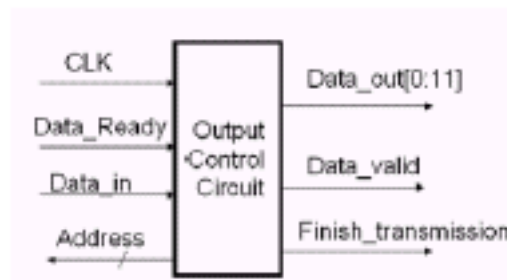 CLK
Data_Ready
Data_in
Address
Output
Control
Circuit
Data_out[0:11]
Data_valid
Finish_transmission